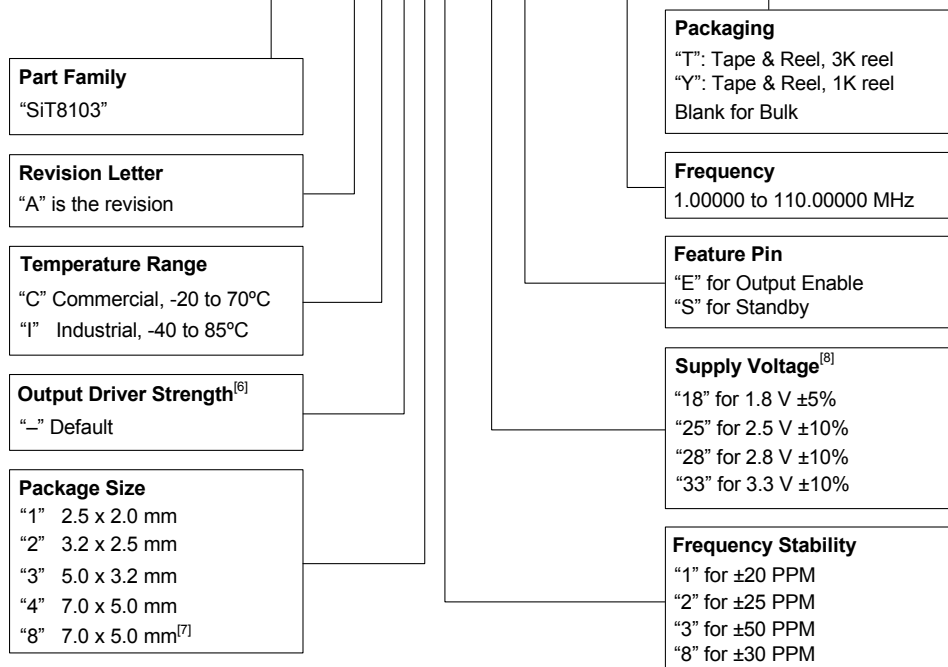 Part Family
“SiT8103”
Revision Letter
“A” is the revision
Temperature Range
“C” Commercial, -20 to 70ºC
“I” Industrial, -40 to 85ºC
Output Driver Strength[6]
“–” Default
Package Size
“1” 2.5 x 2.0 mm
“2” 3.2 x 2.5 mm
“3” 5.0 x 3.2 mm
“4” 7.0 x 5.0 mm
“8” 7.0 x 5.0 mm[7]
Packaging
“T”: Tape & Reel, 3K reel
“Y”: Tape & Reel, 1K reel
Blank for Bulk
Frequency
1.00000 to 110.00000 MHz
Feature Pin
“E” for Output Enable
“S” for Standby
Supply Voltage[8]
“18” for 1.8 V ±5%
“25” for 2.5 V ±10%
“28” for 2.8 V ±10%
“33” for 3.3 V ±10%
Frequency Stability
“1” for ±20 PPM
“2” for ±25 PPM
“3” for ±50 PPM
“8” for ±30 PPM